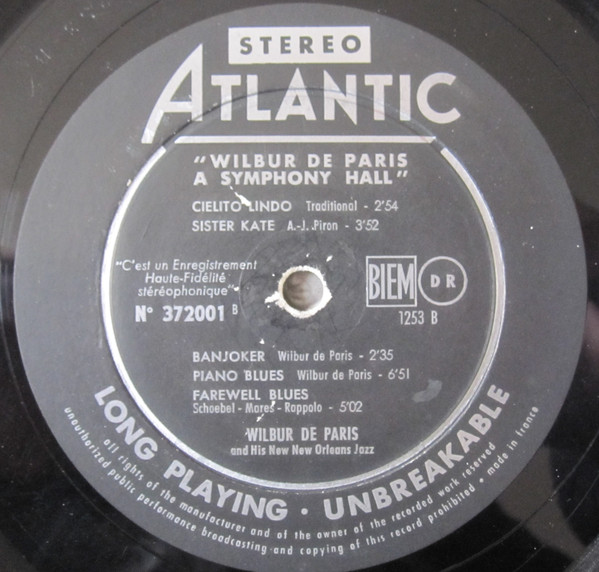 STEREO
ATLANTIC
"WILBUR DE PARIS
A SYMPHONY HALL"
CIELITO LINDO Traditional - 2'54
SISTER KATE A.-J. Piron - 3'52
"C'est un Enregistrement
Haute-Fidélité
stéréophonique"
N° 372001 B
BIEM
DR
1253 B
BANJOKER Wilbur de Paris - 2'35
PIANO BLUES Wilbur de Paris - 6'51
FAREWELL BLUES
Schoebel - Mares - Rappolo - 5'02
WILBUR DE PARIS
and His New New Orleans Jazz
LONG PLAYING · UNBREAKABLE
all rights of the manufacturer and of the owner of the recorded work reserved
unauthorized public performance broadcasting and copying of this record prohibited • made in france